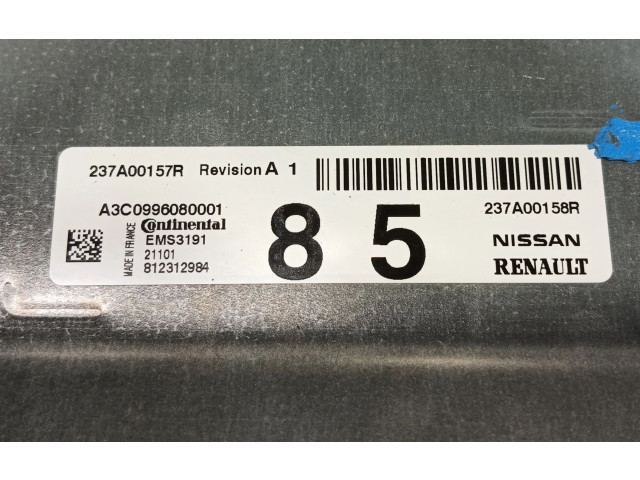 237A00157R Revision A 1
A3C0996080001
MADE IN FRANCE
Continental
EMS3191
21101
812312984
8 5
237A00158R
NISSAN
RENAULT